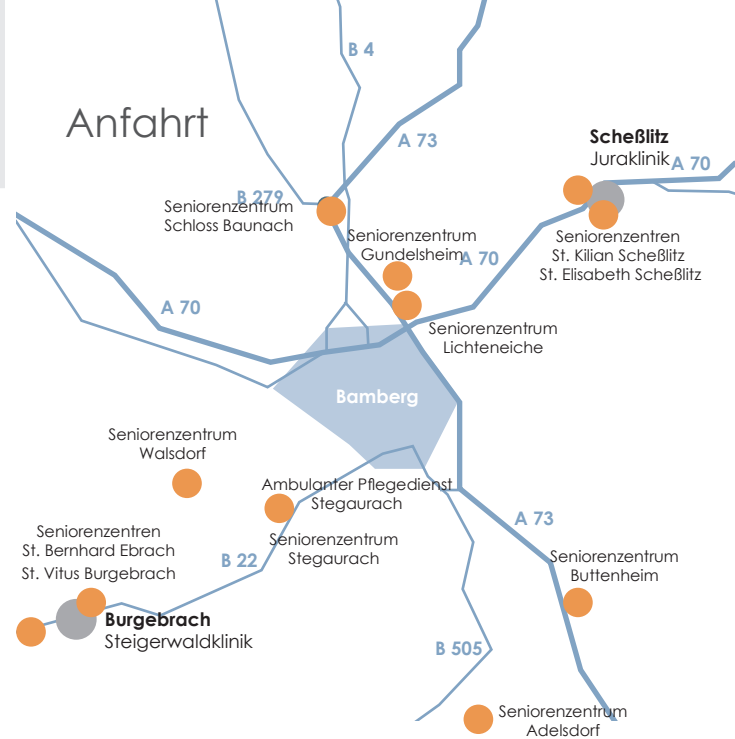 B 4
Anfahrt
A 73
Scheßlitz
Juraklinik
A 70
B 279
Seniorenzentrum
Schloss Baunach
Seniorenzentrum
Gundelsheim
A 70
Seniorenzentren
St. Kilian Scheßlitz
St. Elisabeth Scheßlitz
A 70
Seniorenzentrum
Lichteneiche
Bamberg
Seniorenzentrum
Walsdorf
Ambulanter Pflegedienst
Stegaurach
Seniorenzentrum
Stegaurach
A 73
Seniorenzentren
St. Bernhard Ebrach
St. Vitus Burgebrach
B 22
Seniorenzentrum
Buttenheim
Burgebrach
Steigerwaldklinik
B 505
Seniorenzentrum
Adelsdorf